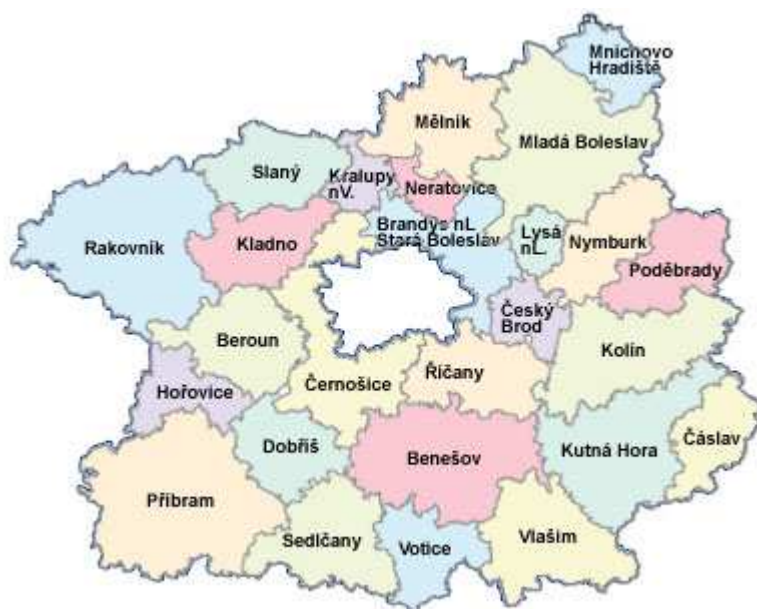 Mnichovo
Hradiště
Mělník
Mladá Boleslav
Slaný
Kralupy
nV.
Neratovice
Brandýs nL
Stará Boleslav
Lysá
nL.
Nymburk
Rakovník
Kladno
Poděbrady
Český
Brod
Beroun
Kolín
Říčany
Černošice
Hořovice
Dobříš
Benešov
Kutná Hora
Čáslav
Příbram
Sedlčany
Votice
Vlašim